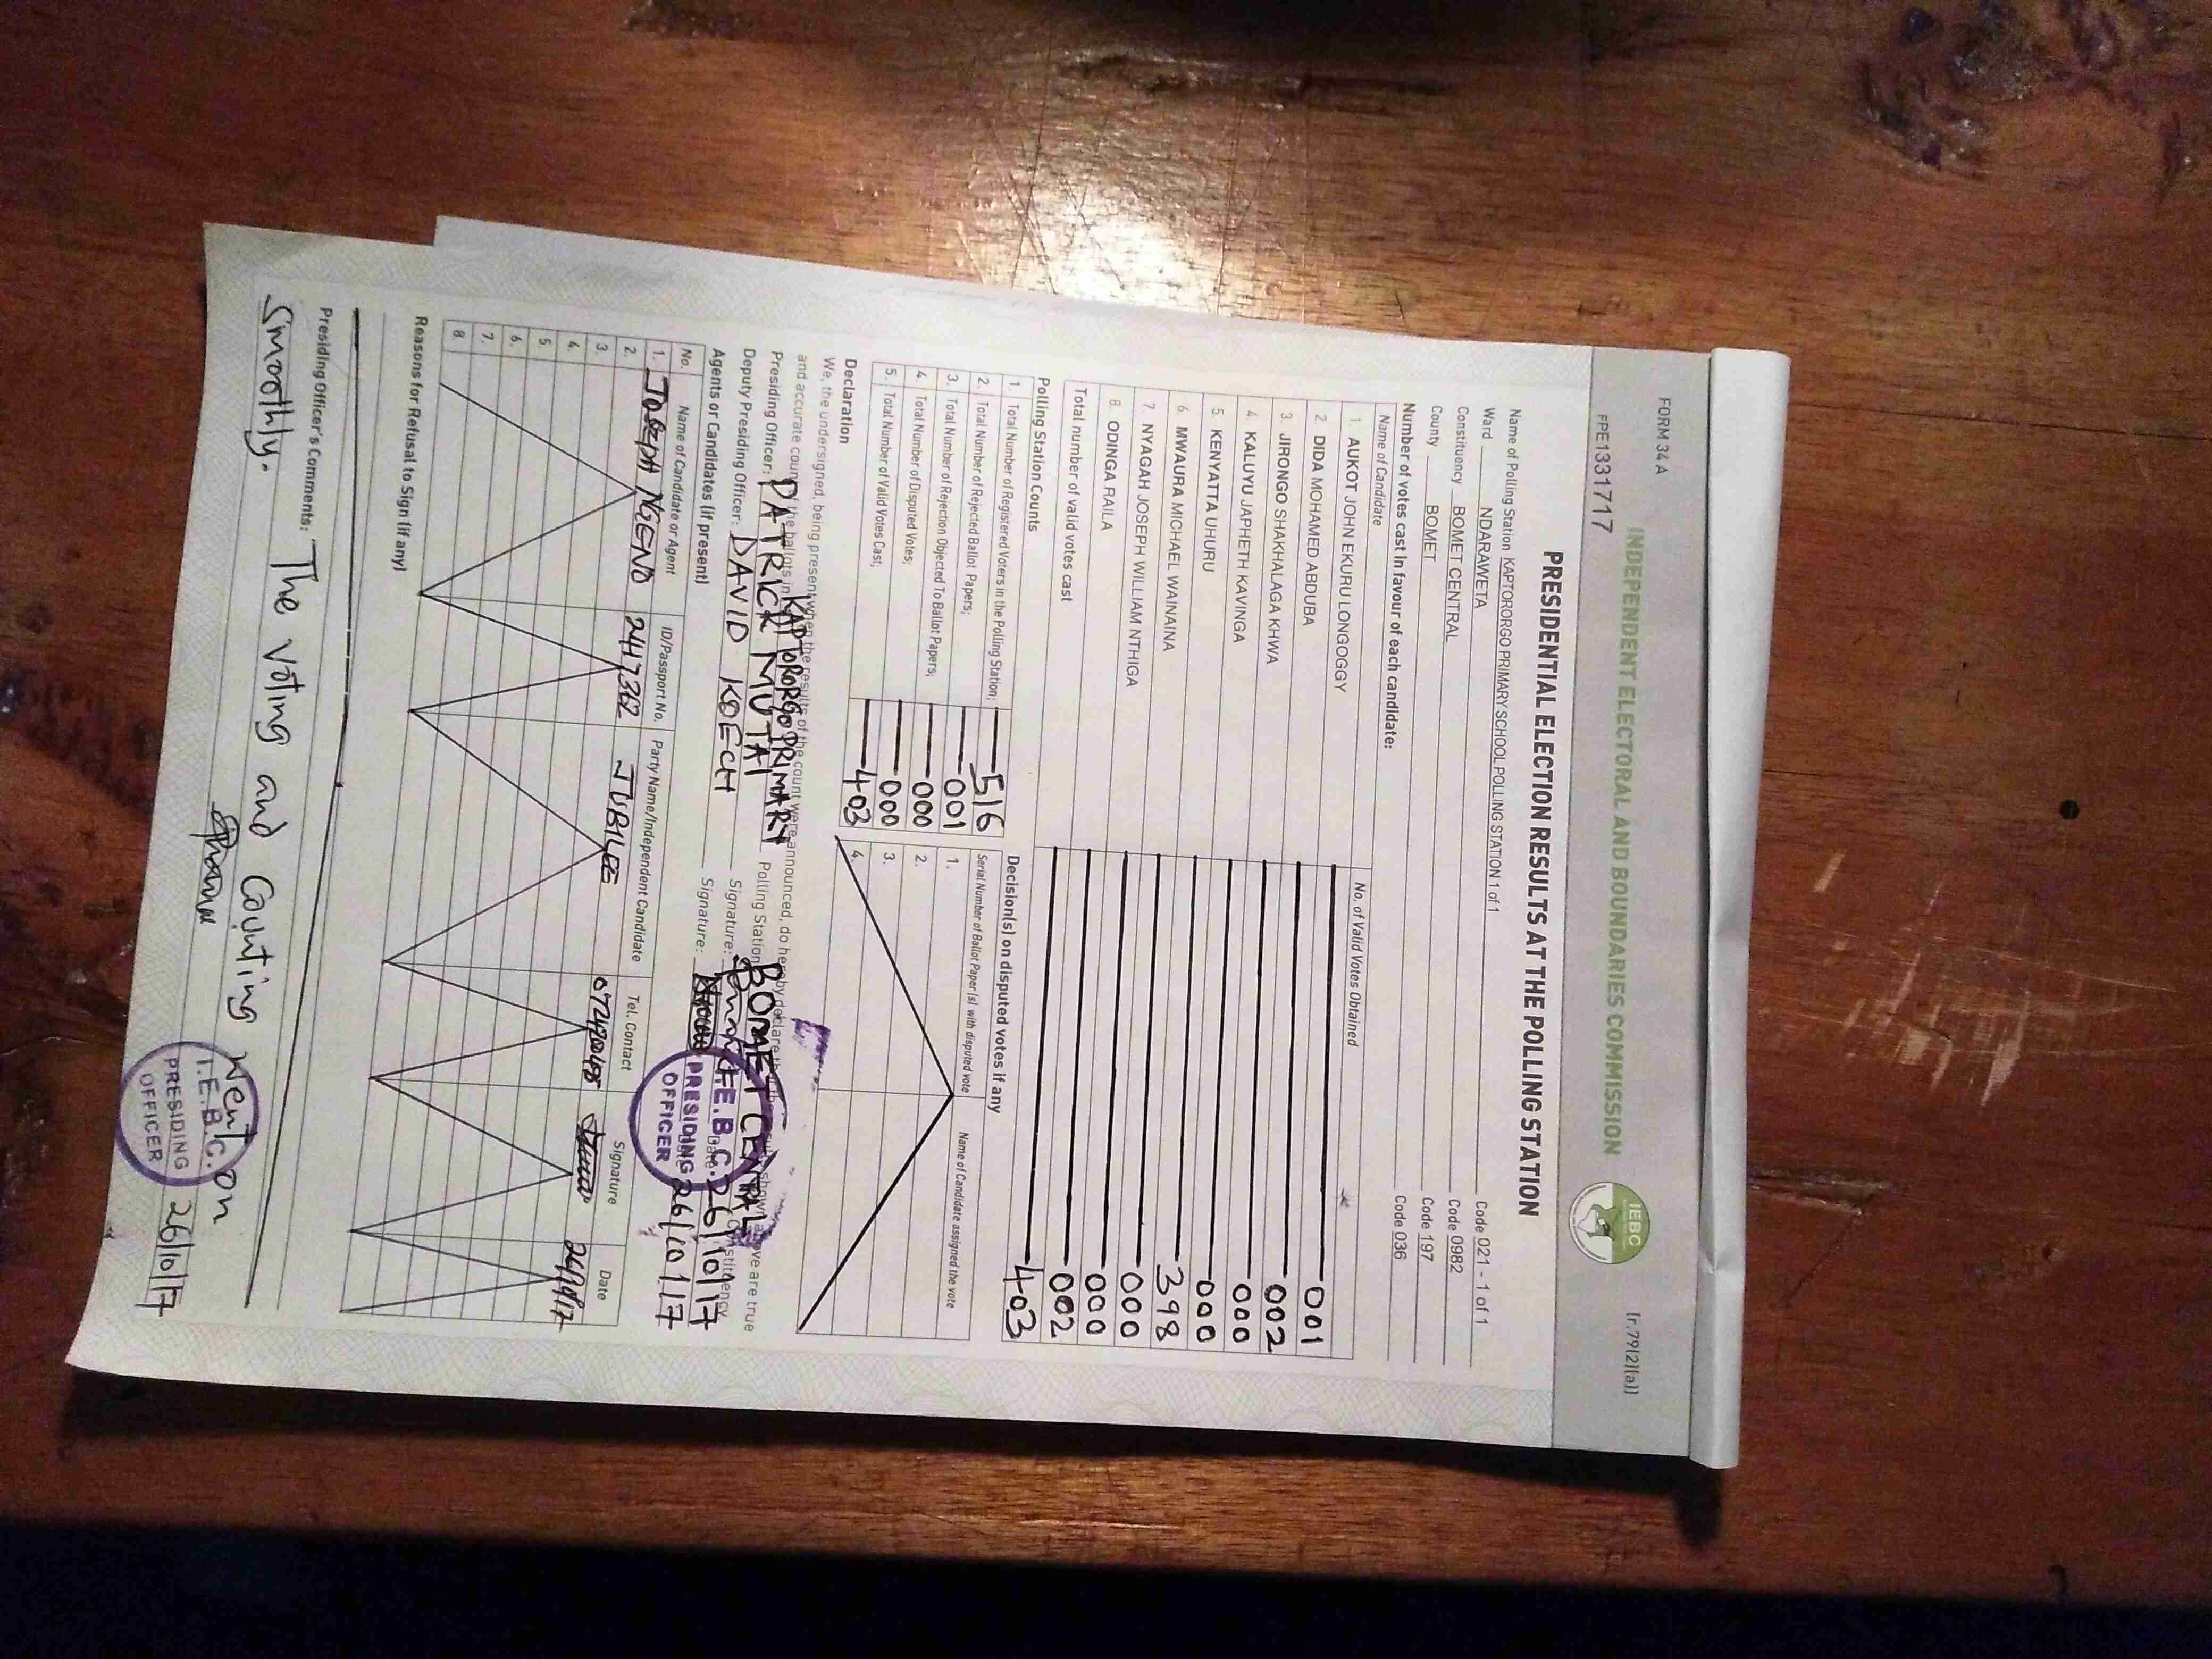 FORM 34 A
(r.79(2)(a))
INDEPENDENT ELECTORAL AND BOUNDARIES COMMISSION
IEBC
PE1331717
PRESIDENTIAL ELECTION RESULTS AT THE POLLING STATION
Name of Polling Station KAPTORORGO PRIMARY SCHOOL POLLING STATION 1 of 1 Code 021 - 1 of 1
Ward NDARAWETA Code 0982
Constituency BOMET CENTRAL Code 197
County BOMET Code 036
Number of votes cast in favour of each candidate:
Name of Candidate No. of Valid Votes Obtained
1. AUKOT JOHN EKURU LONGOGGY 001
2. DIDA MOHAMED ABDUBA 002
3. JIRONGO SHAKHALAGA KHWA 000
4. KALUYU JAPHETH KAVINGA 000
5. KENYATTA UHURU 398
6. MWAURA MICHAEL WAINAINA 000
7. NYAGAH JOSEPH WILLIAM NTHIGA 000
8. ODINGA RAILA 002
Total number of valid votes cast 403
Polling Station Counts
1. Total Number of Registered Voters in the Polling Station; 516
2. Total Number of Rejected Ballot Papers; 001
3. Total Number of Rejection Objected To Ballot Papers; 000
4. Total Number of Disputed Votes; 000
5. Total Number of Valid Votes Cast; 403
Decision(s) on disputed votes if any
Serial Number of Ballot Paper (s) with disputed vote Name of Candidate assigned the vote
1.
2.
3.
4.
Declaration
We, the undersigned, being present when the results of the count were announced, do hereby declare that the results shown above are true
and accurate count of the ballots in KAPTORORGO PRIMARY Polling Station BOMET CENTRAL Constituency
Presiding Officer: PATRICK MUTAI Signature: Date 26/10/17
Deputy Presiding Officer: DAVID KOECH Signature: 26/10/17
I.E.B.C. PRESIDING OFFICER
Agents or Candidates (if present)
No. Name of Candidate or Agent ID/Passport No. Party Name/Independent Candidate Tel. Contact Signature Date
1. NGENO JUBILEE
2.
3.
4.
5.
6.
7.
8.
Reasons for Refusal to Sign (if any)
Presiding Officer's Comments: The voting and counting went on
smoothly.
I.E.B.C. PRESIDING OFFICER 26/10/17